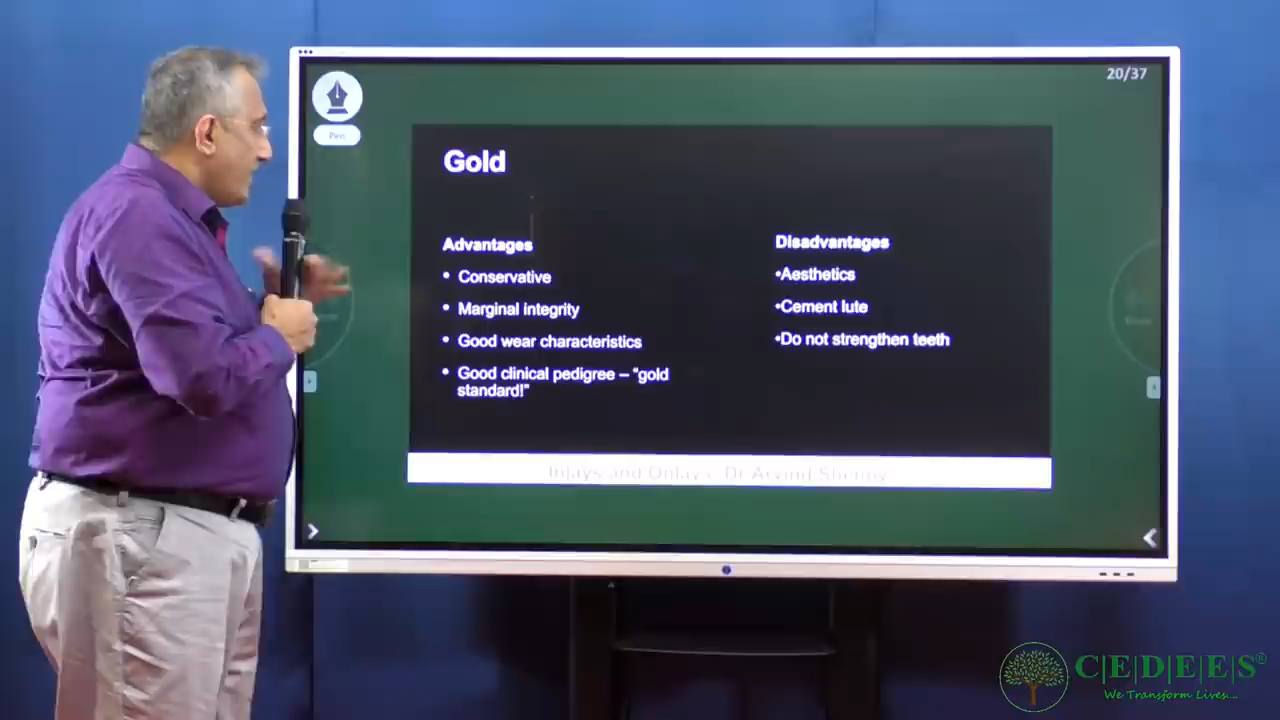 20/37
Pen
Gold
Advantages
• Conservative
• Marginal integrity
• Good wear characteristics
• Good clinical pedigree – “gold
standard!”
Disadvantages
•Aesthetics
•Cement lute
•Do not strengthen teeth
Inlays and Onlays Dr Arvind Shenoy
C|E|D|E|E|S®
We Transform Lives...